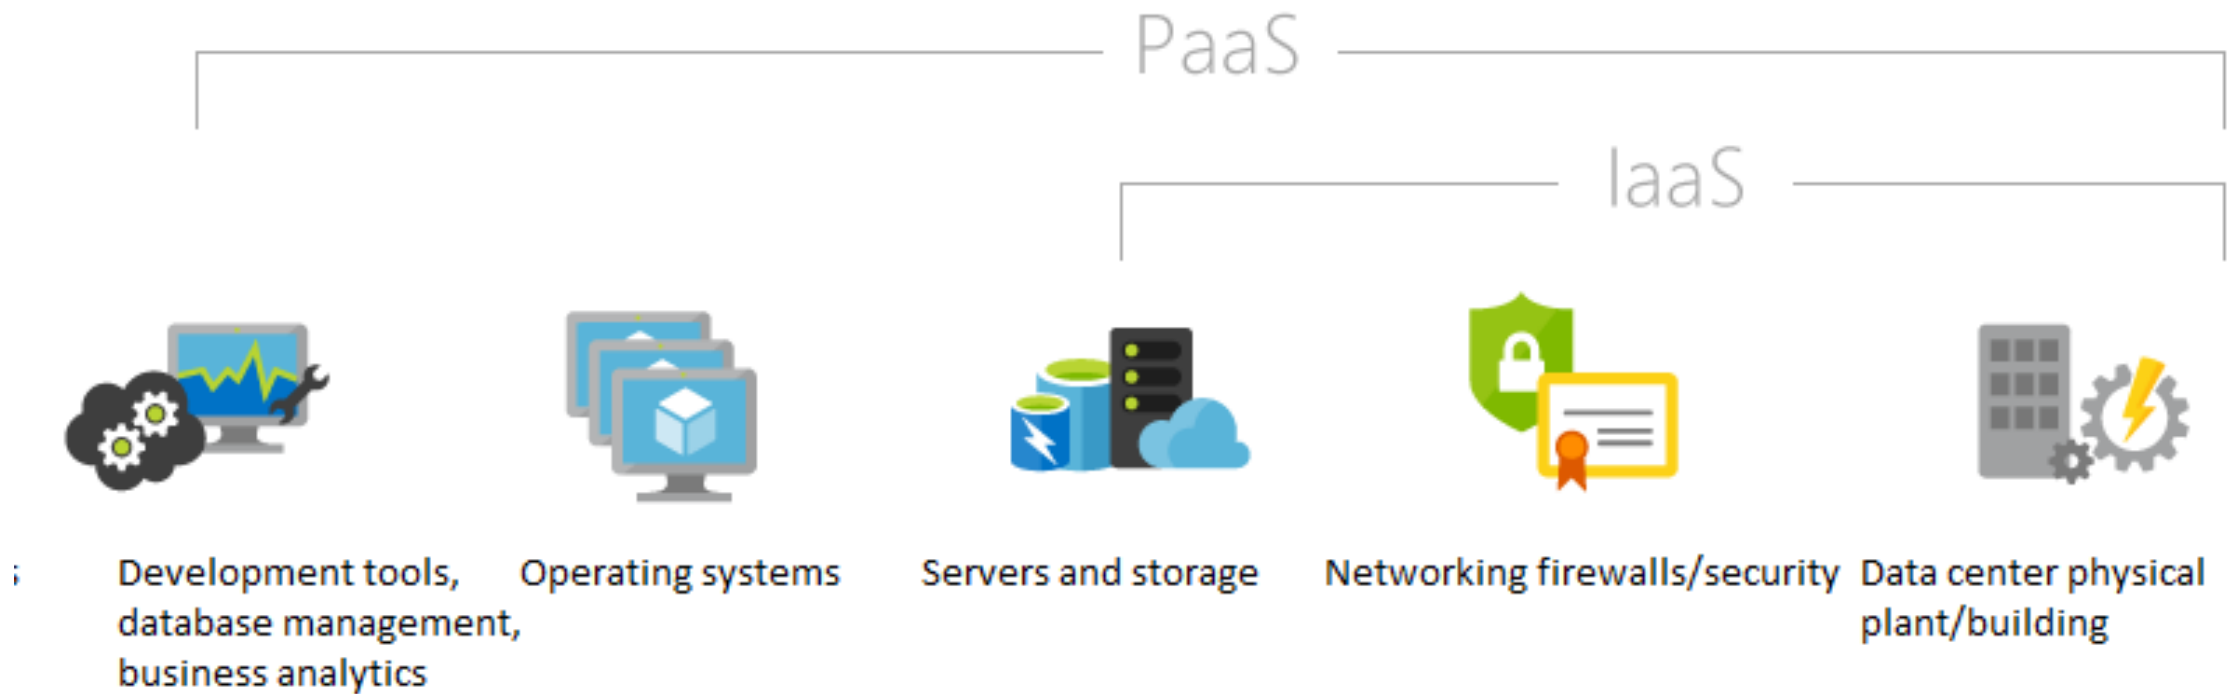 PaaS
IaaS
Development tools,
database management,
business analytics
Operating systems
Servers and storage
Networking firewalls/security
Data center physical
plant/building